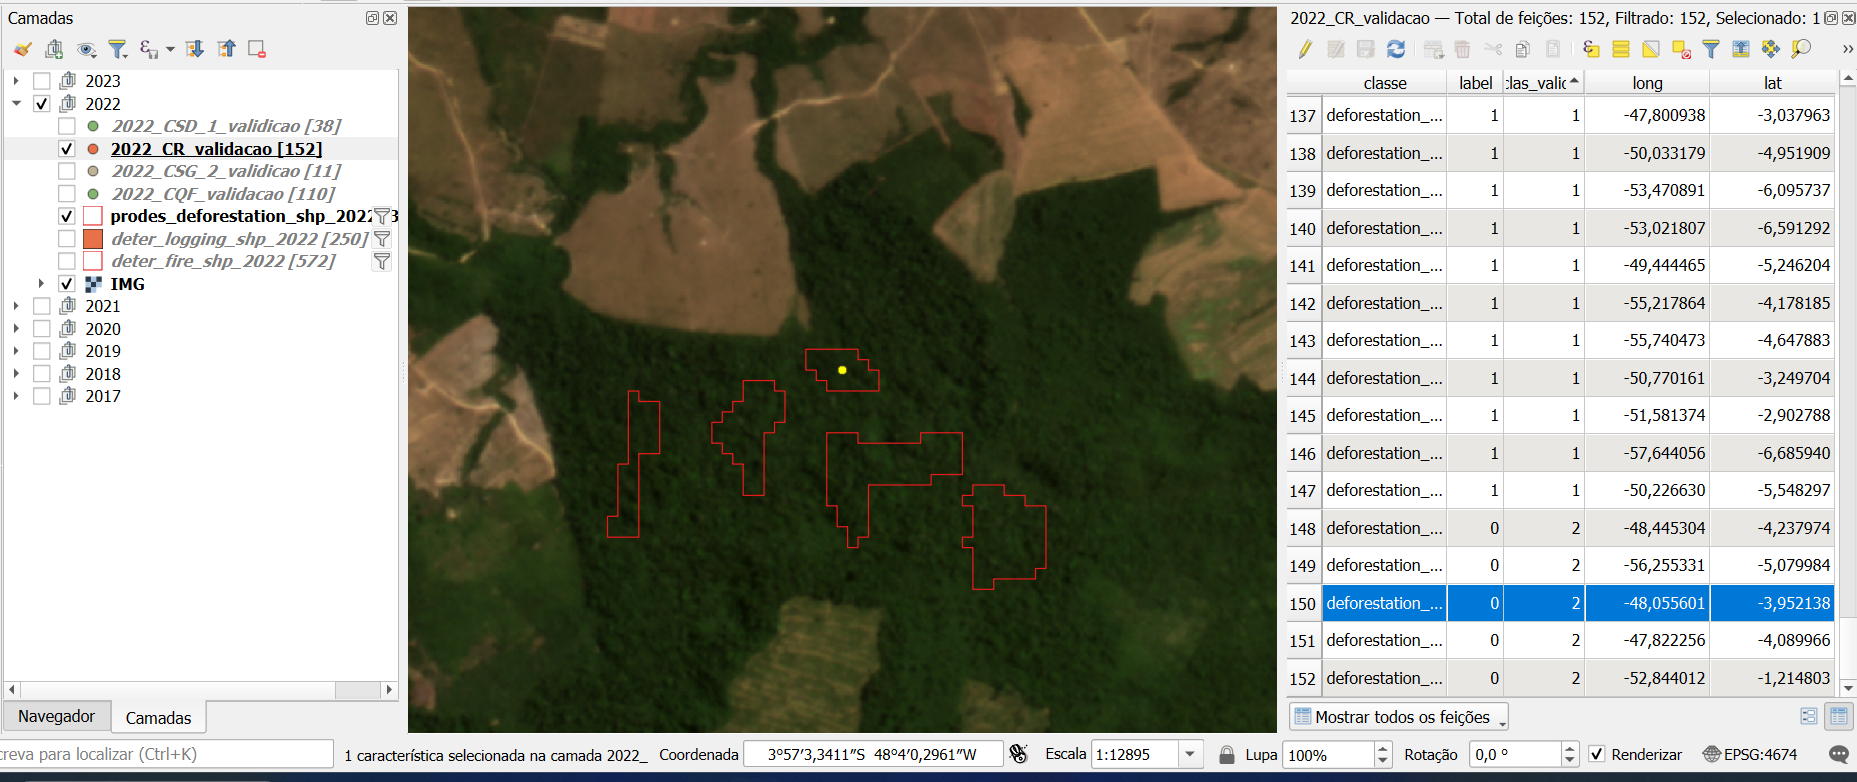 Camadas
2023
2022
2022_CSD_1_validicao [38]
2022_CR_validacao [152]
2022_CSG_2_validacao [11]
2022_CQF_validacao [110]
prodes_deforestation_shp_2022
deter_logging_shp_2022 [250]
deter_fire_shp_2022 [572]
IMG
2021
2020
2019
2018
2017
Navegador
Camadas
2022_CR_validacao — Total de feições: 152, Filtrado: 152, Selecionado: 1
classe label clas_valic long lat
137 deforestation_... 1 1 -47,800938 -3,037963
138 deforestation_... 1 1 -50,033179 -4,951909
139 deforestation_... 1 1 -53,470891 -6,095737
140 deforestation_... 1 1 -53,021807 -6,591292
141 deforestation_... 1 1 -49,444465 -5,246204
142 deforestation_... 1 1 -55,217864 -4,178185
143 deforestation_... 1 1 -55,740473 -4,647883
144 deforestation_... 1 1 -50,770161 -3,249704
145 deforestation_... 1 1 -51,581374 -2,902788
146 deforestation_... 1 1 -57,644056 -6,685940
147 deforestation_... 1 1 -50,226630 -5,548297
148 deforestation_... 0 2 -48,445304 -4,237974
149 deforestation_... 0 2 -56,255331 -5,079984
150 deforestation_... 0 2 -48,055601 -3,952138
151 deforestation_... 0 2 -47,822256 -4,089966
152 deforestation_... 0 2 -52,844012 -1,214803
Mostrar todos os feições
creva para localizar (Ctrl+K) 1 característica selecionada na camada 2022_ Coordenada 3°57'3,3411"S 48°4'0,2961"W Escala 1:12895 Lupa 100% Rotação 0,0 ° Renderizar EPSG:4674